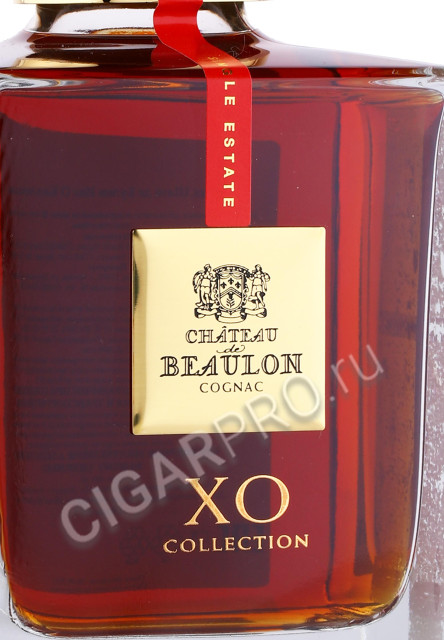 LE ESTATE
CHÂTEAU
de
BEAULON
COGNAC
XO
COLLECTION
CIGARPRO.ru